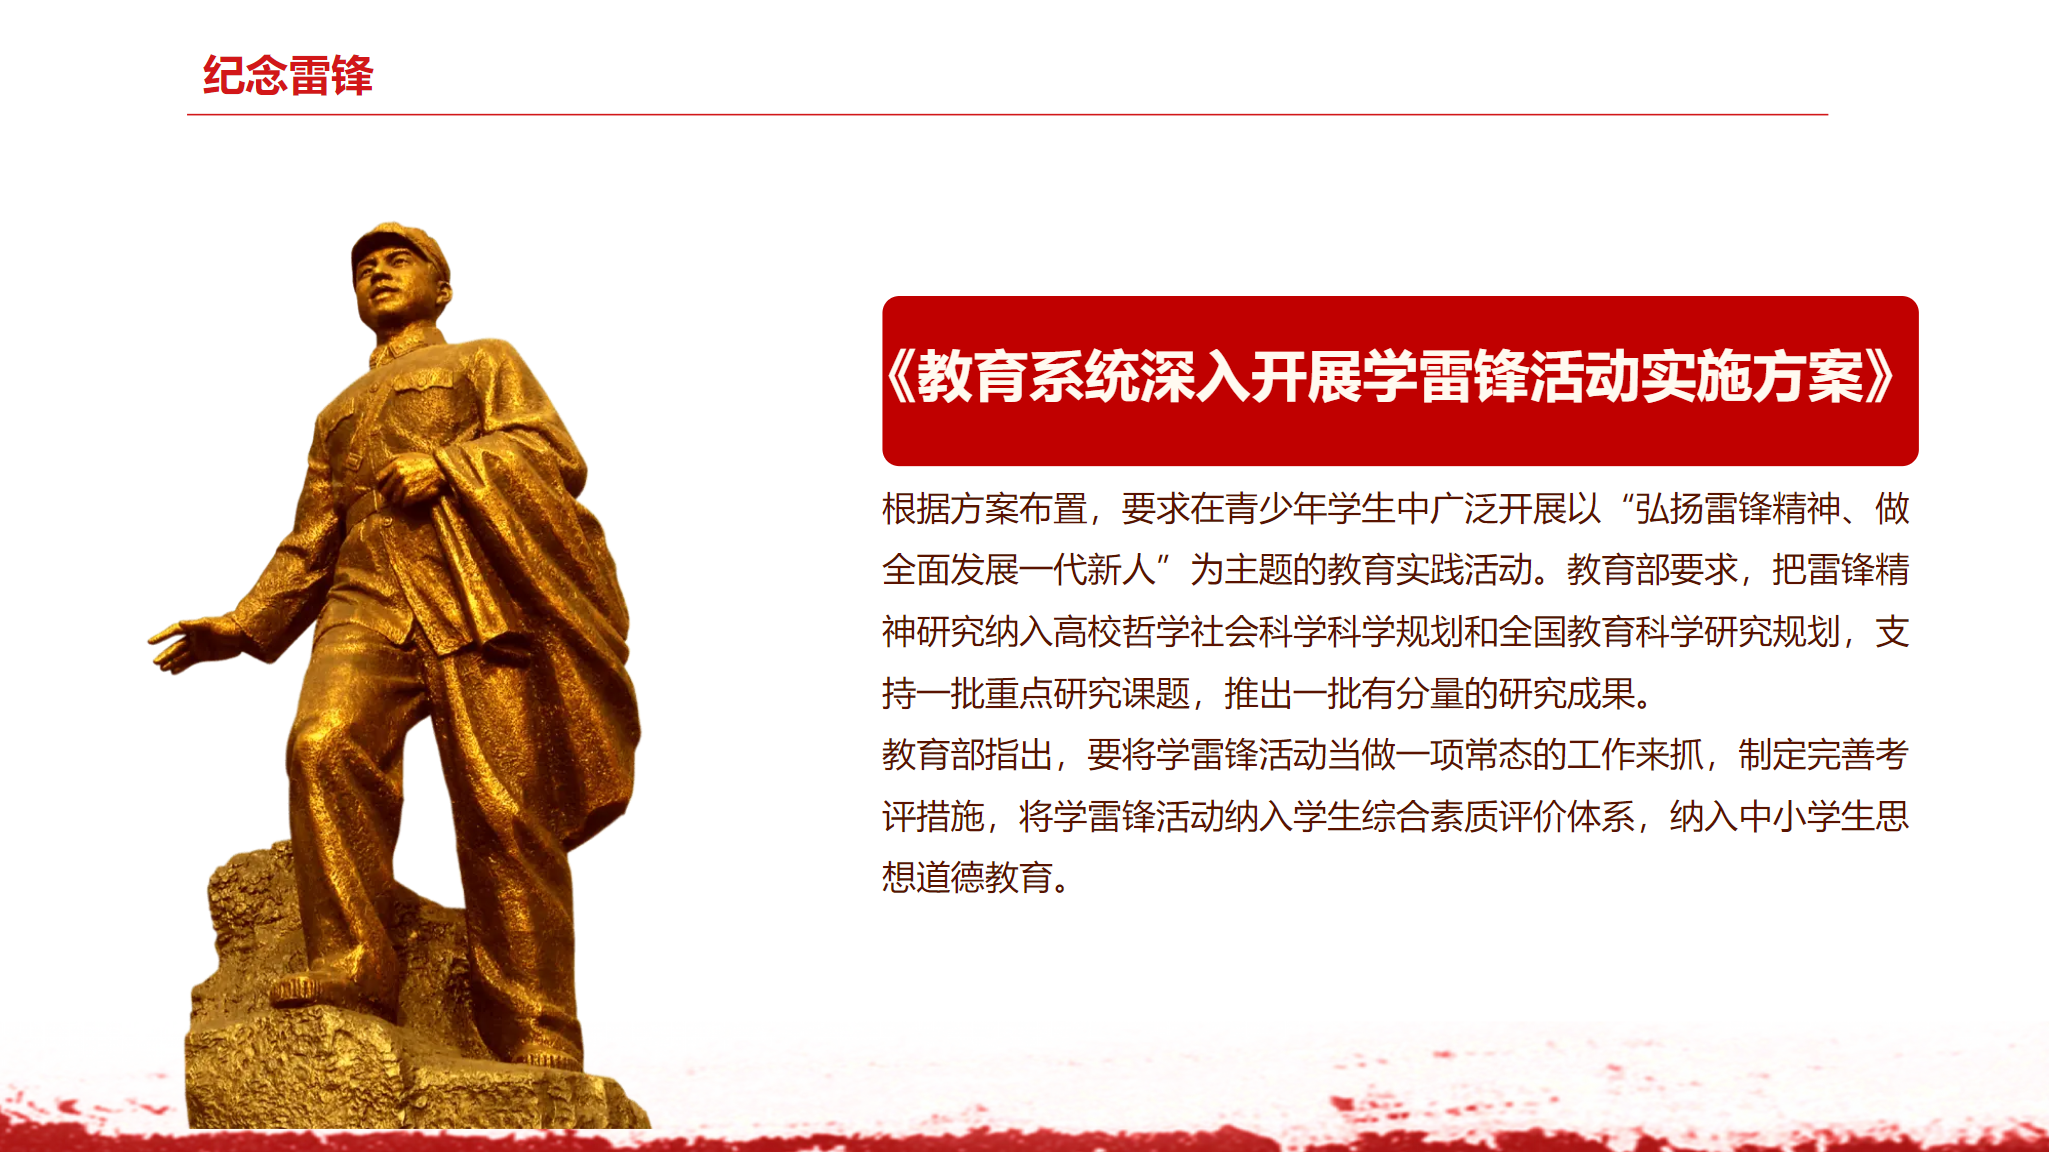 纪念雷锋
《教育系统深入开展学雷锋活动实施方案》
根据方案布置，要求在青少年学生中广泛开展以“弘扬雷锋精神、做
全面发展一代新人”为主题的教育实践活动。教育部要求，把雷锋精
神研究纳入高校哲学社会科学科学规划和全国教育科学研究规划，支
持一批重点研究课题，推出一批有分量的研究成果。
教育部指出，要将学雷锋活动当做一项常态的工作来抓，制定完善考
评措施，将学雷锋活动纳入学生综合素质评价体系，纳入中小学生思
想道德教育。